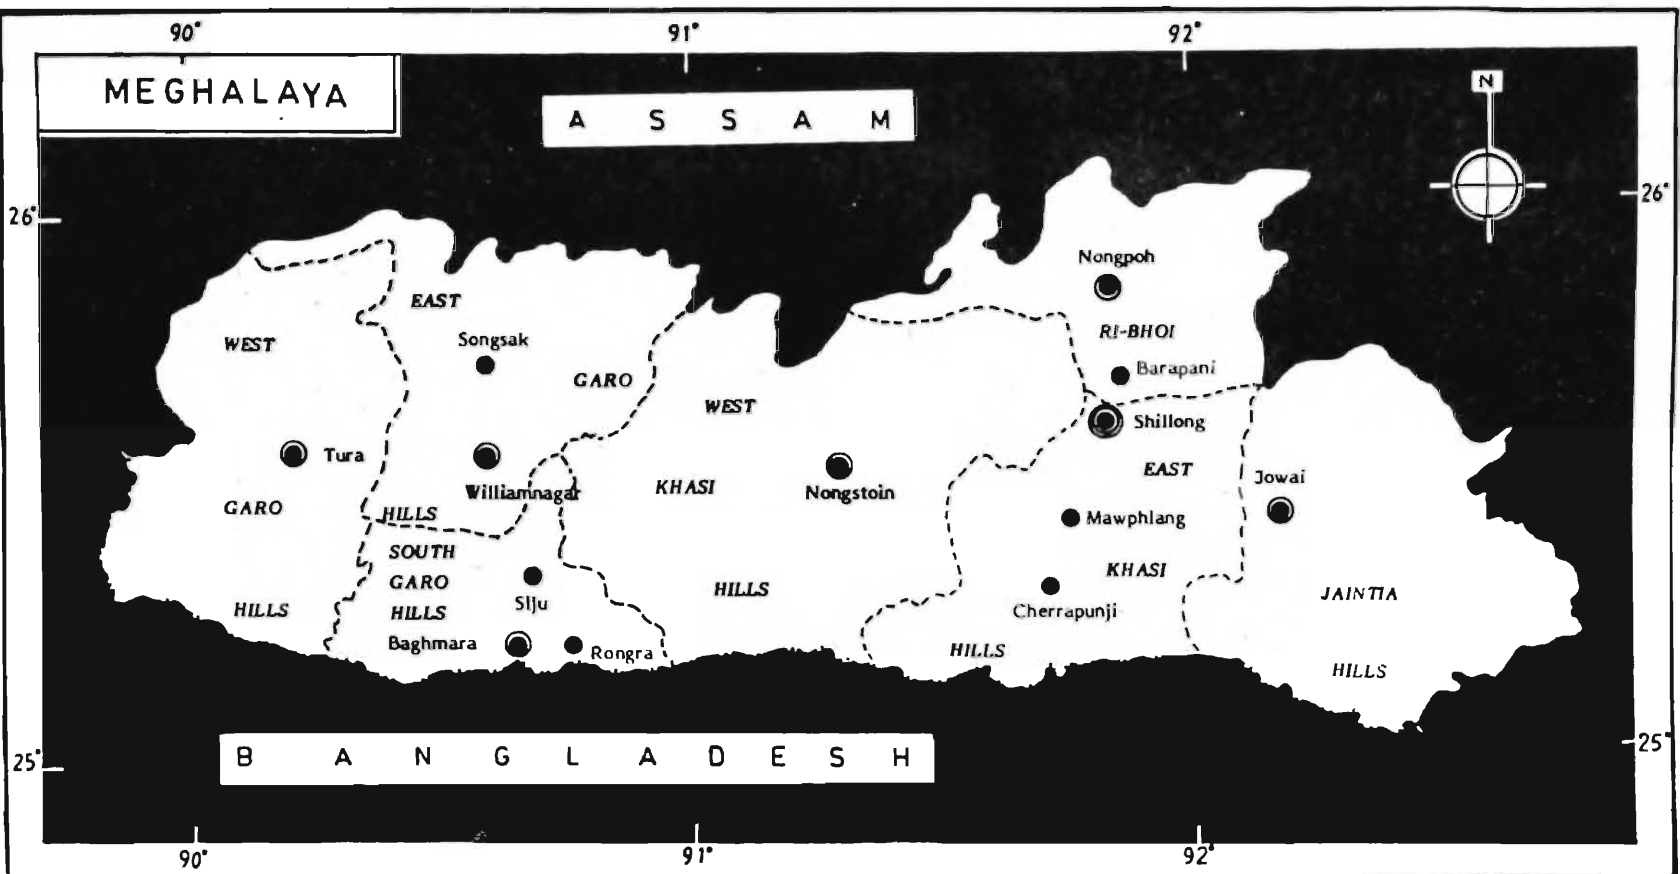 90° 91° 92°
MEGHALAYA
A S S A M
N
26° 26°
Nongpoh
EAST
RI-BHOI
WEST
Songsak
Barapani
GARO
WEST
Shillong
Tura
EAST
Jowai
KHASI
Williamnagar
Nongstoin
GARO
HILLS
Mawphlang
SOUTH
GARO
KHASI
HILLS
HILLS
JAINTIA
Siju
HILLS
Cherrapunji
Baghmara
Rongra
HILLS
HILLS
25° 25°
B A N G L A D E S H
90° 91° 92°